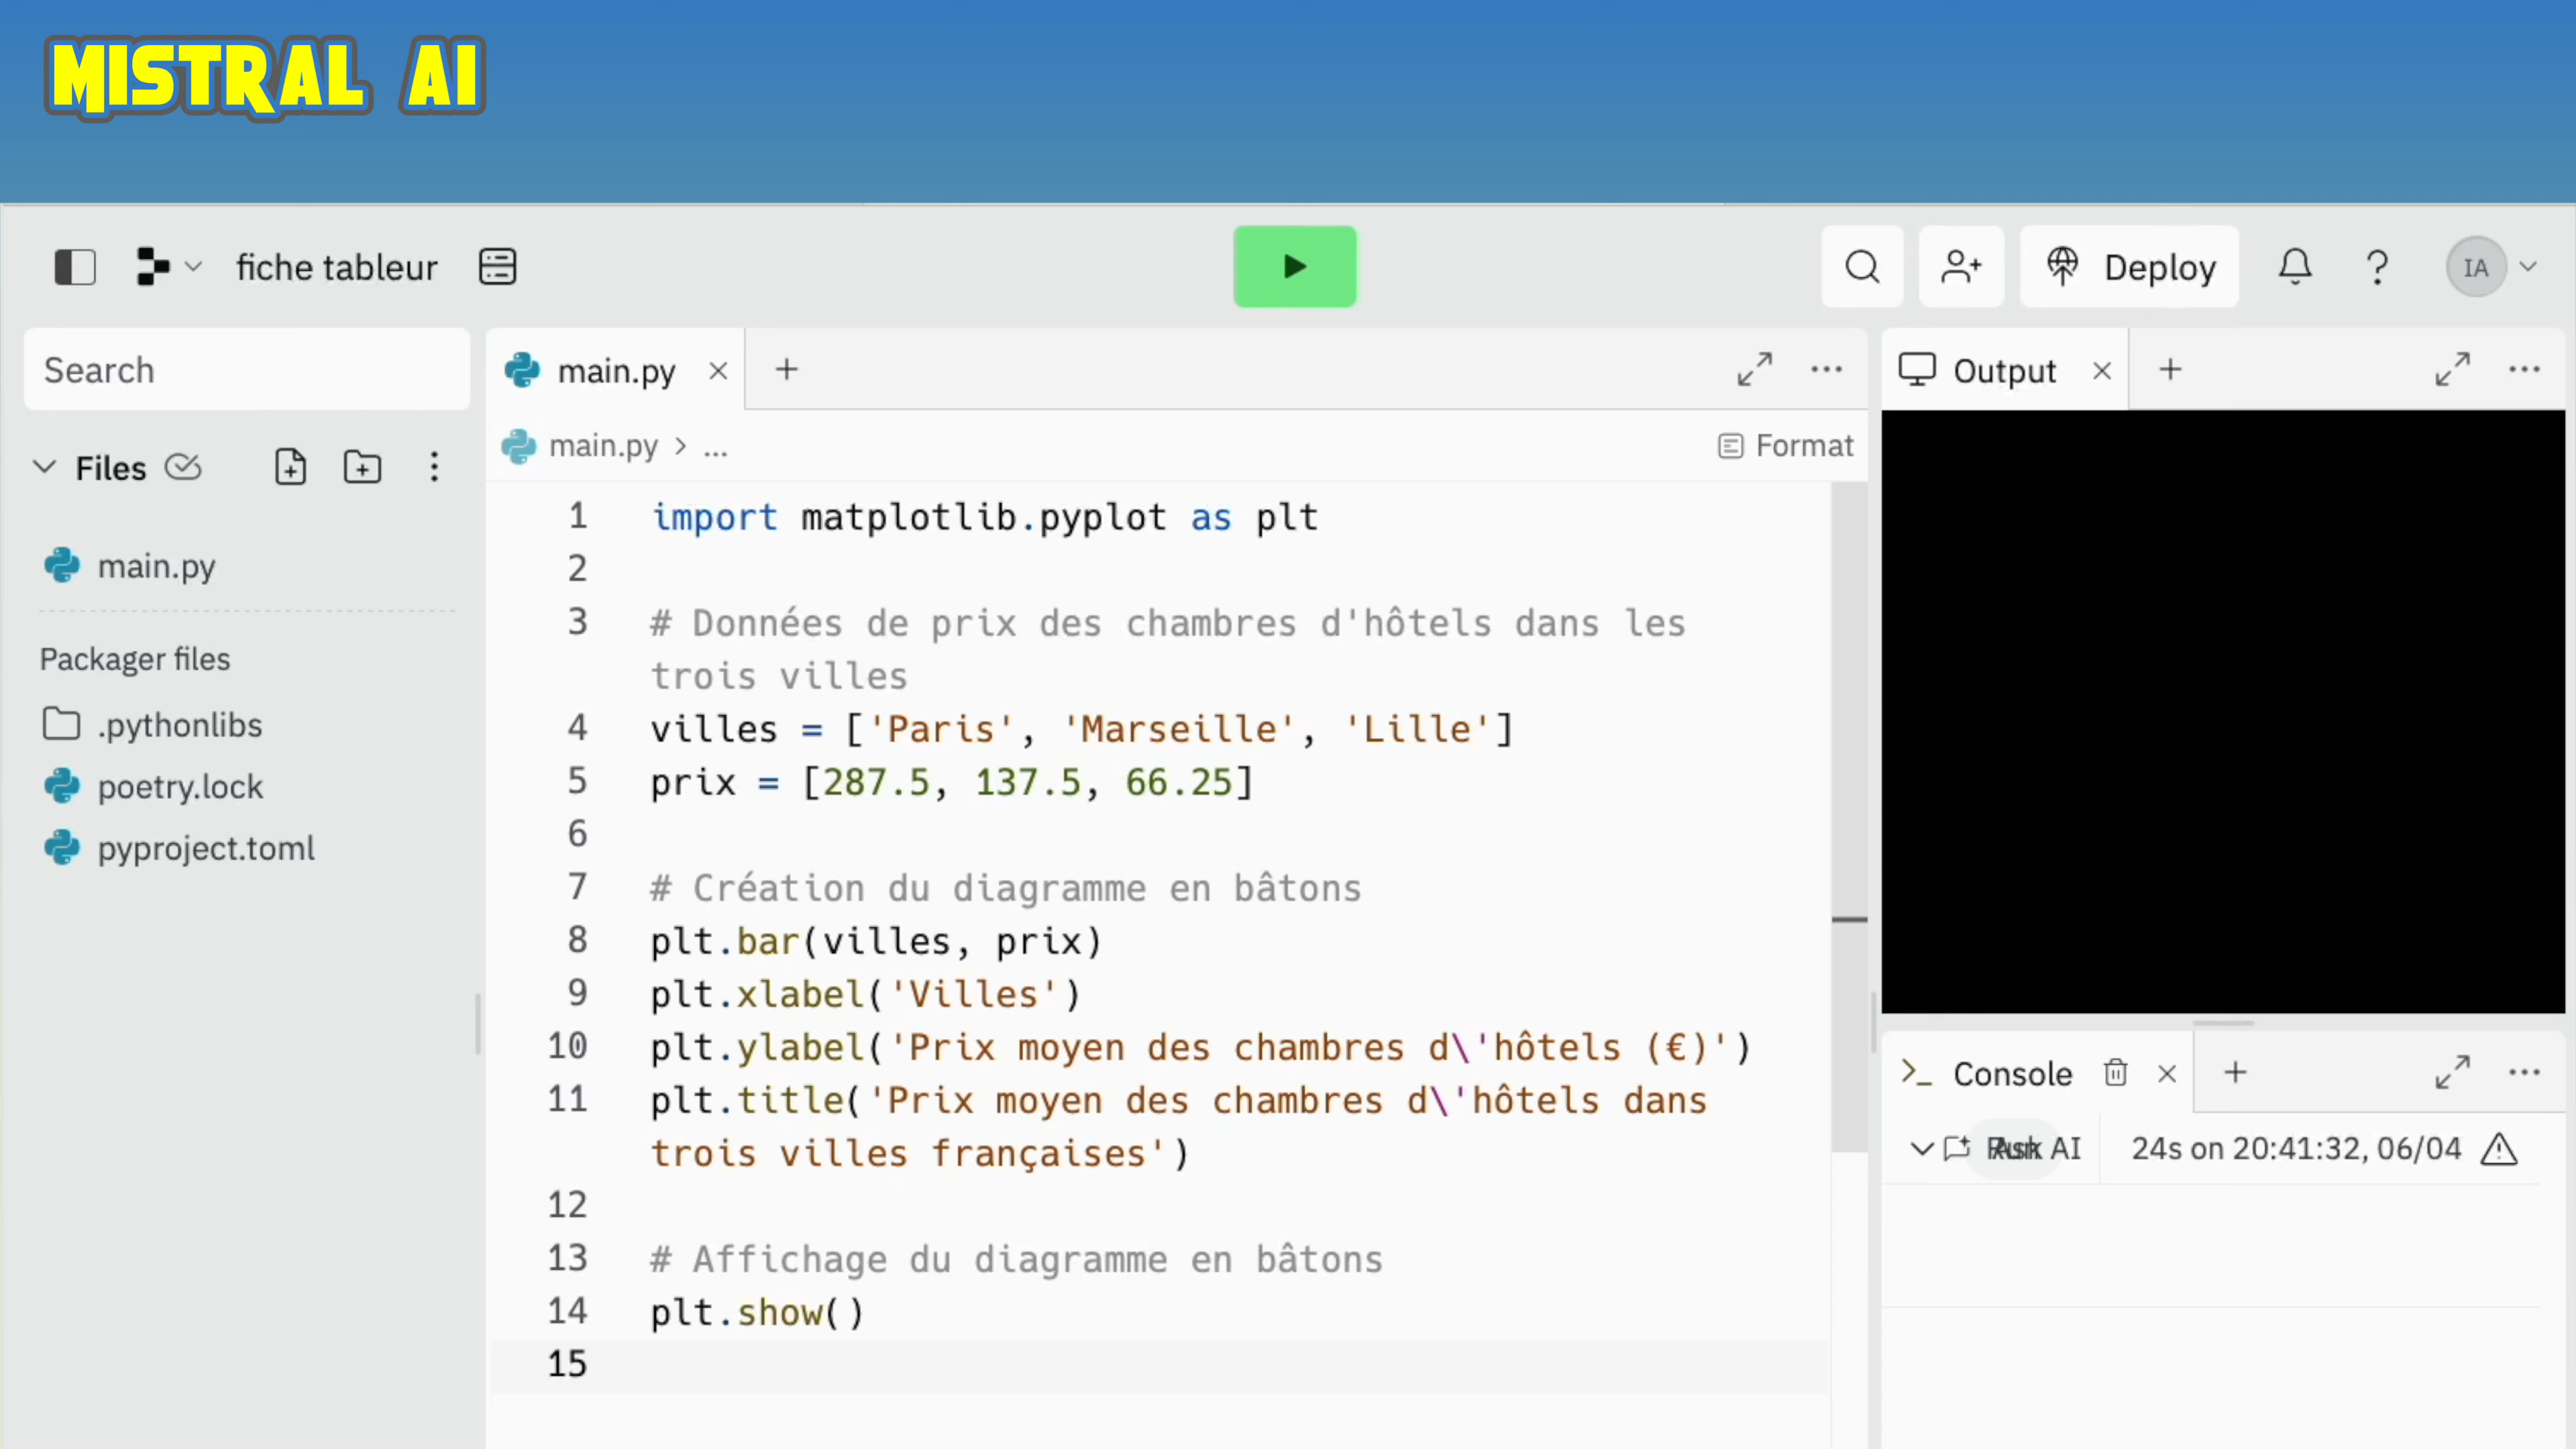 MISTRAL AI
fiche tableur
Deploy
IA
Search
main.py
Output
Files
main.py > ...
Format
main.py
Packager files
.pythonlibs
poetry.lock
pyproject.toml
1 import matplotlib.pyplot as plt
2
3 # Données de prix des chambres d'hôtels dans les
trois villes
4 villes = ['Paris', 'Marseille', 'Lille']
5 prix = [287.5, 137.5, 66.25]
6
7 # Création du diagramme en bâtons
8 plt.bar(villes, prix)
9 plt.xlabel('Villes')
10 plt.ylabel('Prix moyen des chambres d\'hôtels (€)')
11 plt.title('Prix moyen des chambres d\'hôtels dans
trois villes françaises')
12
13 # Affichage du diagramme en bâtons
14 plt.show()
15
Console
AI
24s on 20:41:32, 06/04